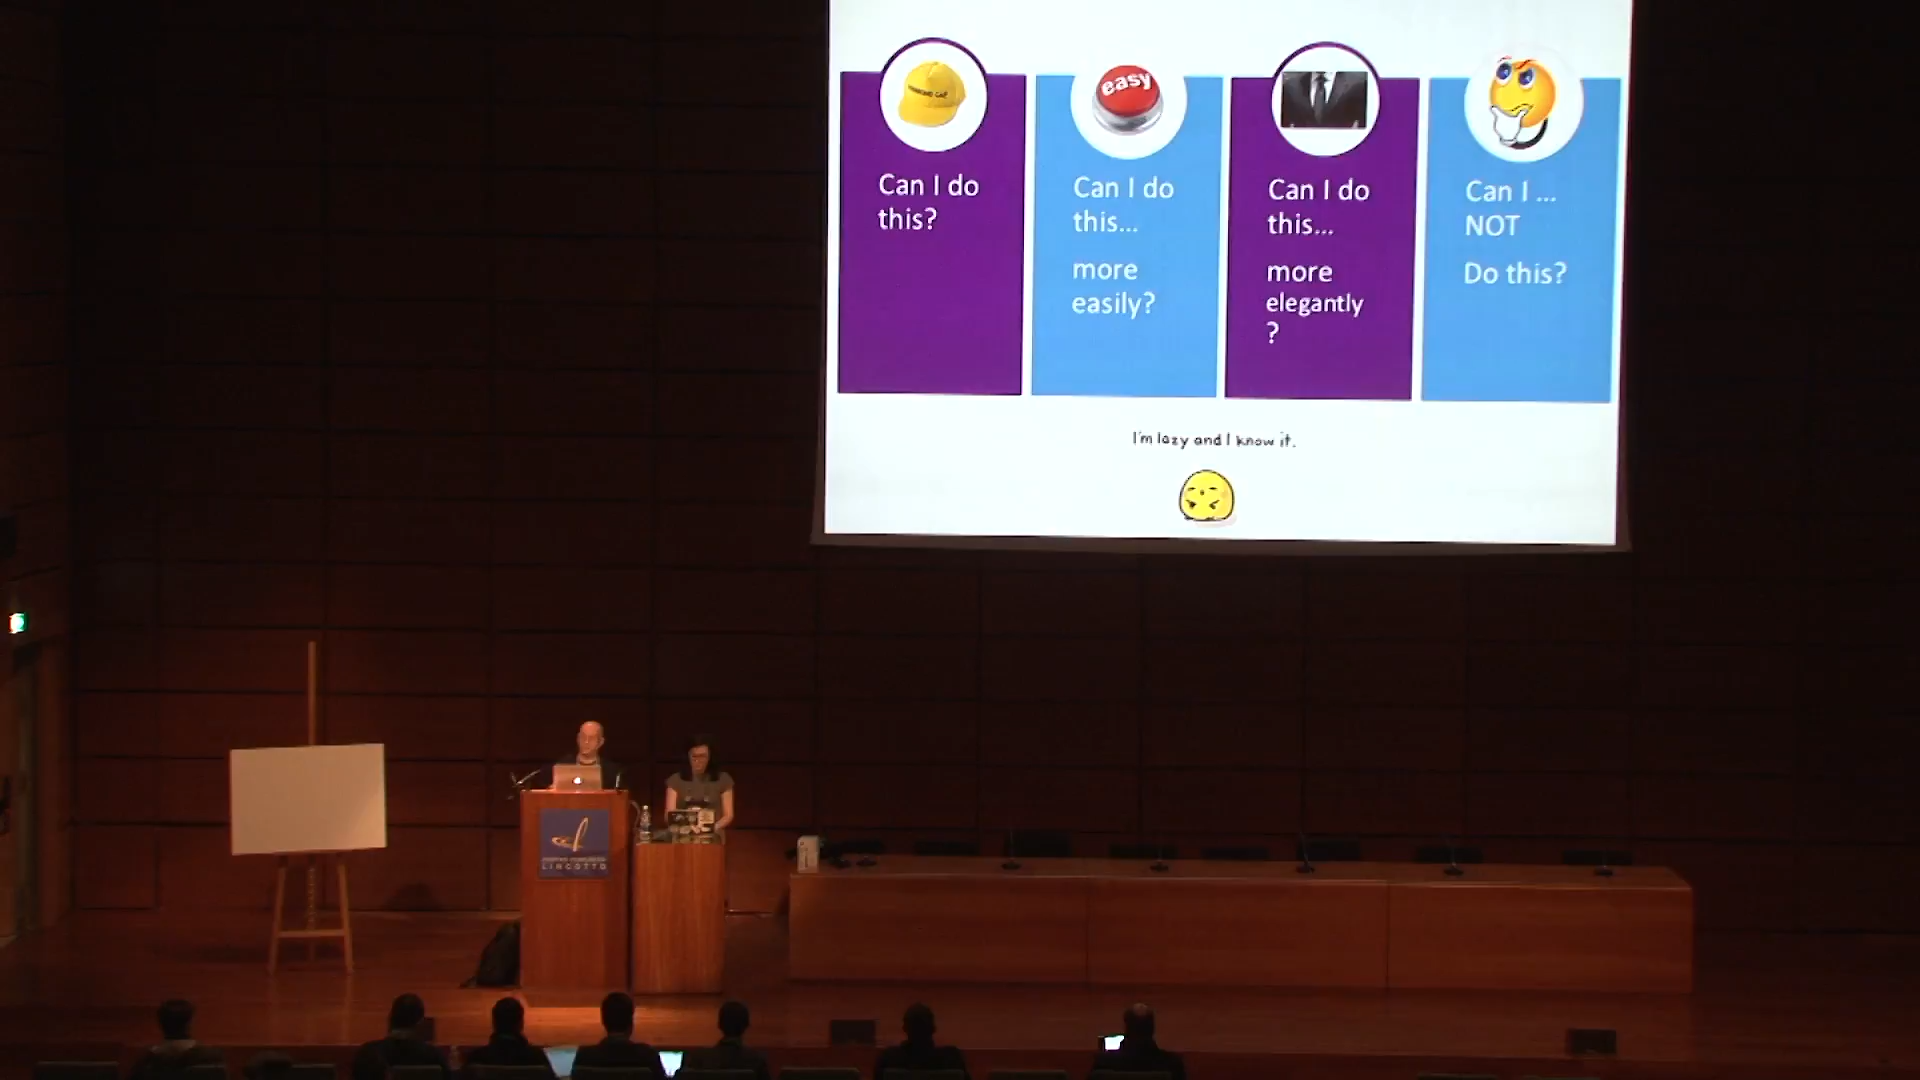 Can I do
this?
easy
Can I do
this...
more
easily?
Can I do
this...
more
elegantly
?
Can I ...
NOT
Do this?
I'm lazy and I know it.
LINGOTTO